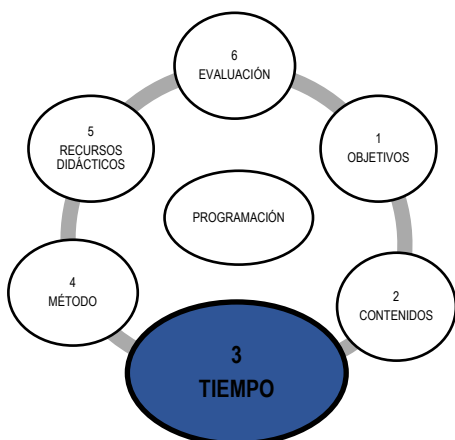 6
EVALUACIÓN
5
RECURSOS
DIDÁCTICOS
1
OBJETIVOS
PROGRAMACIÓN
4
MÉTODO
2
CONTENIDOS
3
TIEMPO